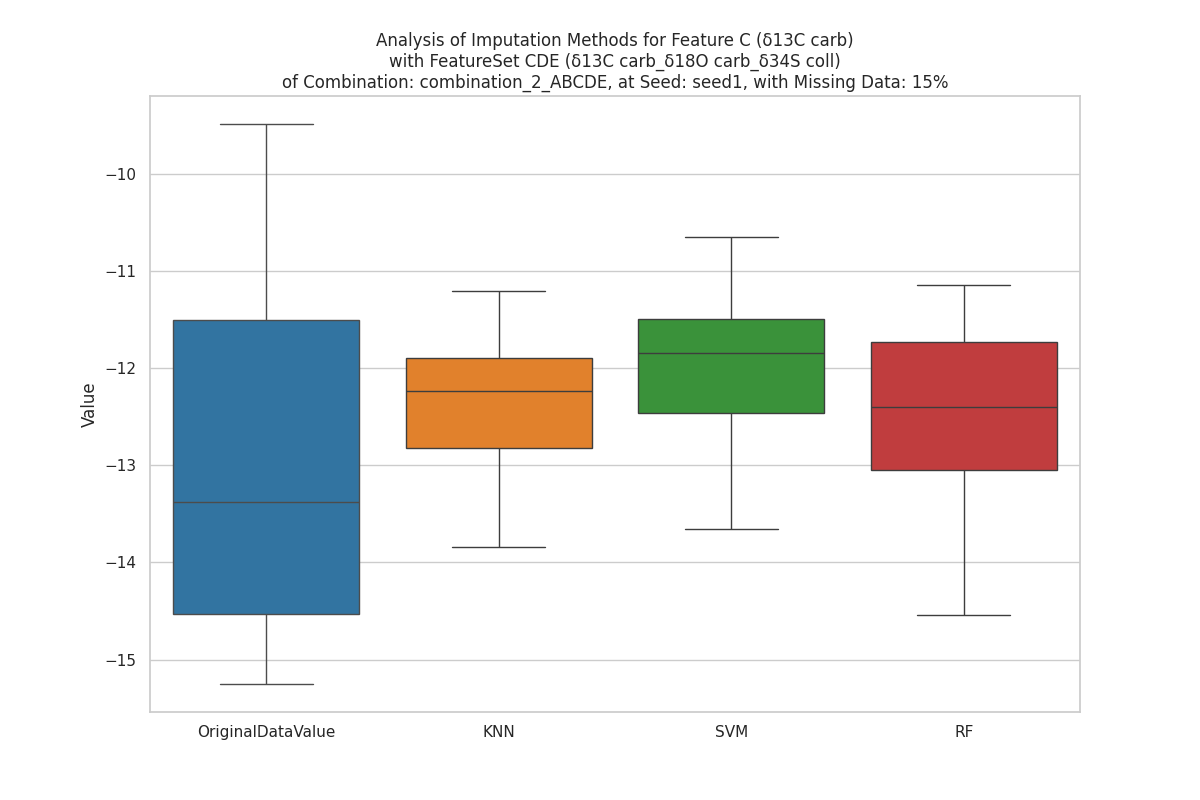 Analysis of Imputation Methods for Feature C (δ13C carb)
with FeatureSet CDE (δ13C carb_δ18O carb_δ34S coll)
of Combination: combination_2_ABCDE, at Seed: seed1, with Missing Data: 15%
Value
−10
−11
−12
−13
−14
−15
OriginalDataValue
KNN
SVM
RF